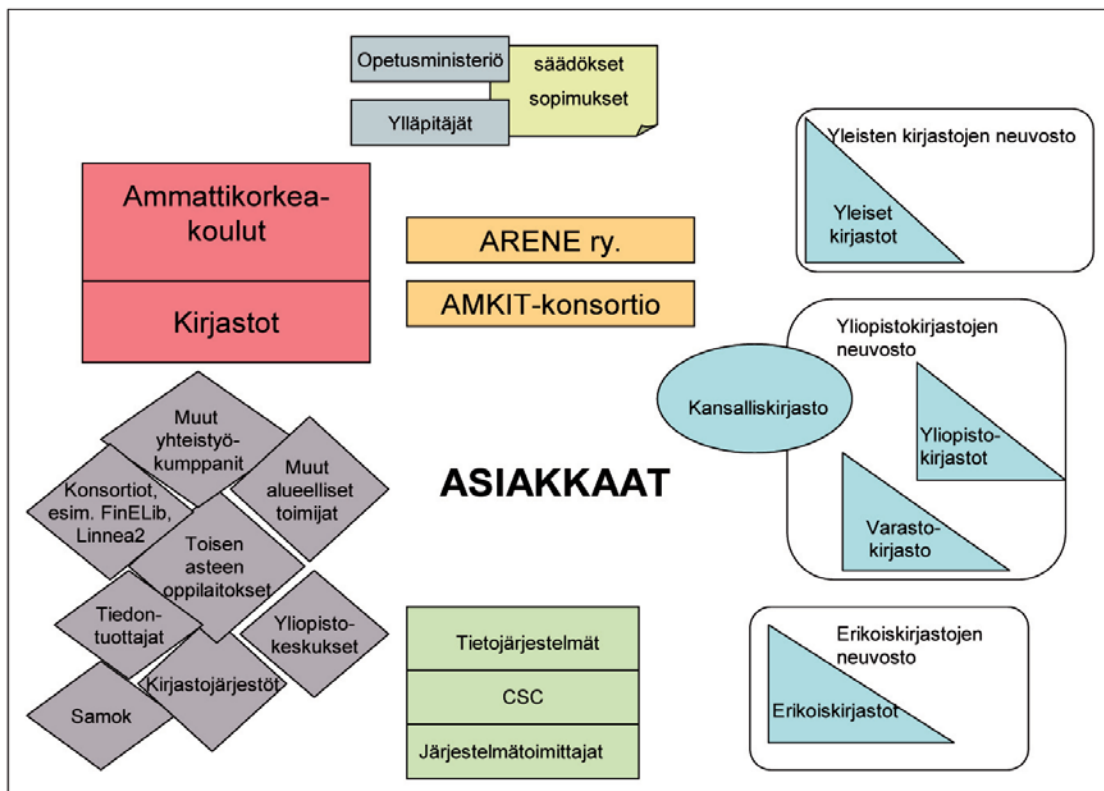 Opetusministeriö
Ylläpitäjät
säädökset
sopimukset
Ammattikorkea-
koulut
Kirjastot
ARENE ry.
AMKIT-konsortio
Yleisten kirjastojen neuvosto
Yleiset
kirjastot
Yliopistokirjastojen
neuvosto
Kansalliskirjasto
Yliopisto-
kirjastot
Varasto-
kirjasto
Muut
yhteistyö-
kumppanit
Muut
alueelliset
toimijat
Konsortiot,
esim. FinELib,
Linnea2
Toisen
asteen
oppilaitokset
Tiedon-
tuottajat
Yliopisto-
keskukset
Kirjastojärjestöt
Samok
ASIAKKAAT
Tietojärjestelmät
CSC
Järjestelmätoimittajat
Erikoiskirjastojen
neuvosto
Erikoiskirjastot